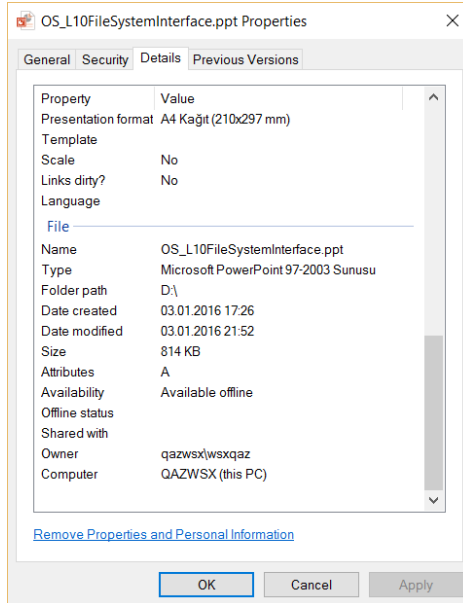 OS_L10FileSystemInterface.ppt Properties
General Security Details Previous Versions
Property Value
Presentation format A4 Kağıt (210x297 mm)
Template
Scale No
Links dirty? No
Language
File
Name OS_L10FileSystemInterface.ppt
Type Microsoft PowerPoint 97-2003 Sunusu
Folder path D:\
Date created 03.01.2016 17:26
Date modified 03.01.2016 21:52
Size 814 KB
Attributes A
Availability Available offline
Offline status
Shared with
Owner qazwsx\wsxqaz
Computer QAZWSX (this PC)
Remove Properties and Personal Information
OK Cancel Apply